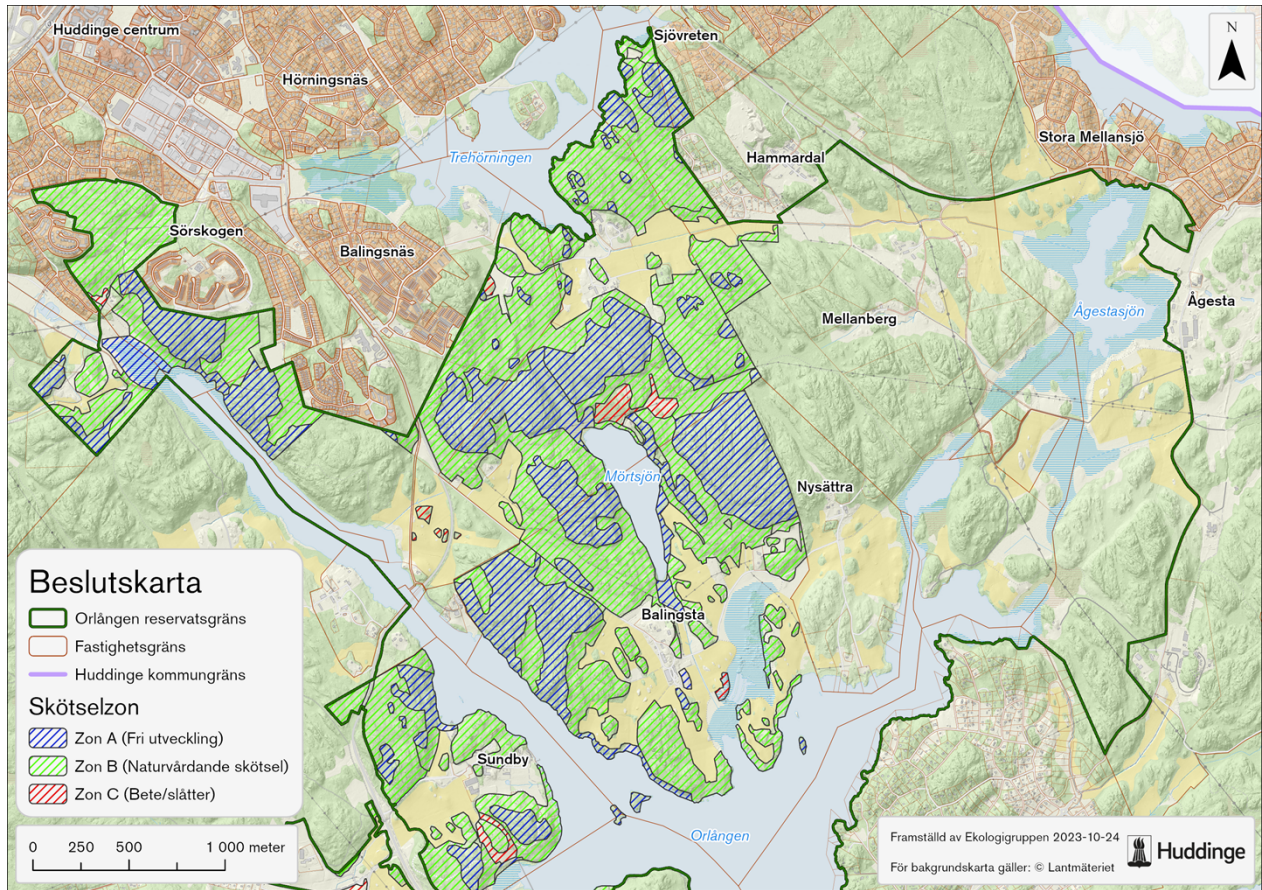 Huddinge centrum
Sjövreten
N
Hörningsnäs
Stora Mellansjö
Trehörningen
Hammardal
Sörskogen
Balingsnäs
Ågesta
Ågestasjön
Mellanberg
Mörtsjön
Nysättra
Balingsta
Sundby
Orlången
Beslutskarta
Orlången reservatsgräns
Fastighetsgräns
Huddinge kommungräns
Skötselzon
Zon A (Fri utveckling)
Zon B (Naturvårdande skötsel)
Zon C (Bete/slåtter)
0 250 500 1 000 meter
Framställd av Ekologigruppen 2023-10-24
För bakgrundskarta gäller: © Lantmäteriet
Huddinge